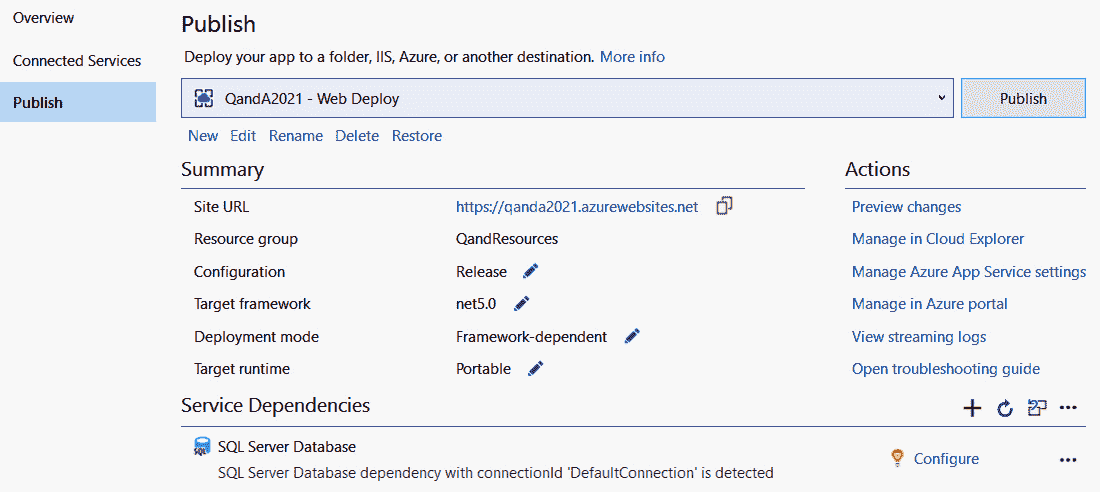 Overview
Connected Services
Publish
Publish
Deploy your app to a folder, IIS, Azure, or another destination. More info
QandA2021 - Web Deploy
Publish
New Edit Rename Delete Restore
Summary
Site URL https://qanda2021.azurewebsites.net
Resource group QandResources
Configuration Release
Target framework net5.0
Deployment mode Framework-dependent
Target runtime Portable
Actions
Preview changes
Manage in Cloud Explorer
Manage Azure App Service settings
Manage in Azure portal
View streaming logs
Open troubleshooting guide
Service Dependencies
SQL
SQL Server Database
SQL Server Database dependency with connectionId 'DefaultConnection' is detected
Configure